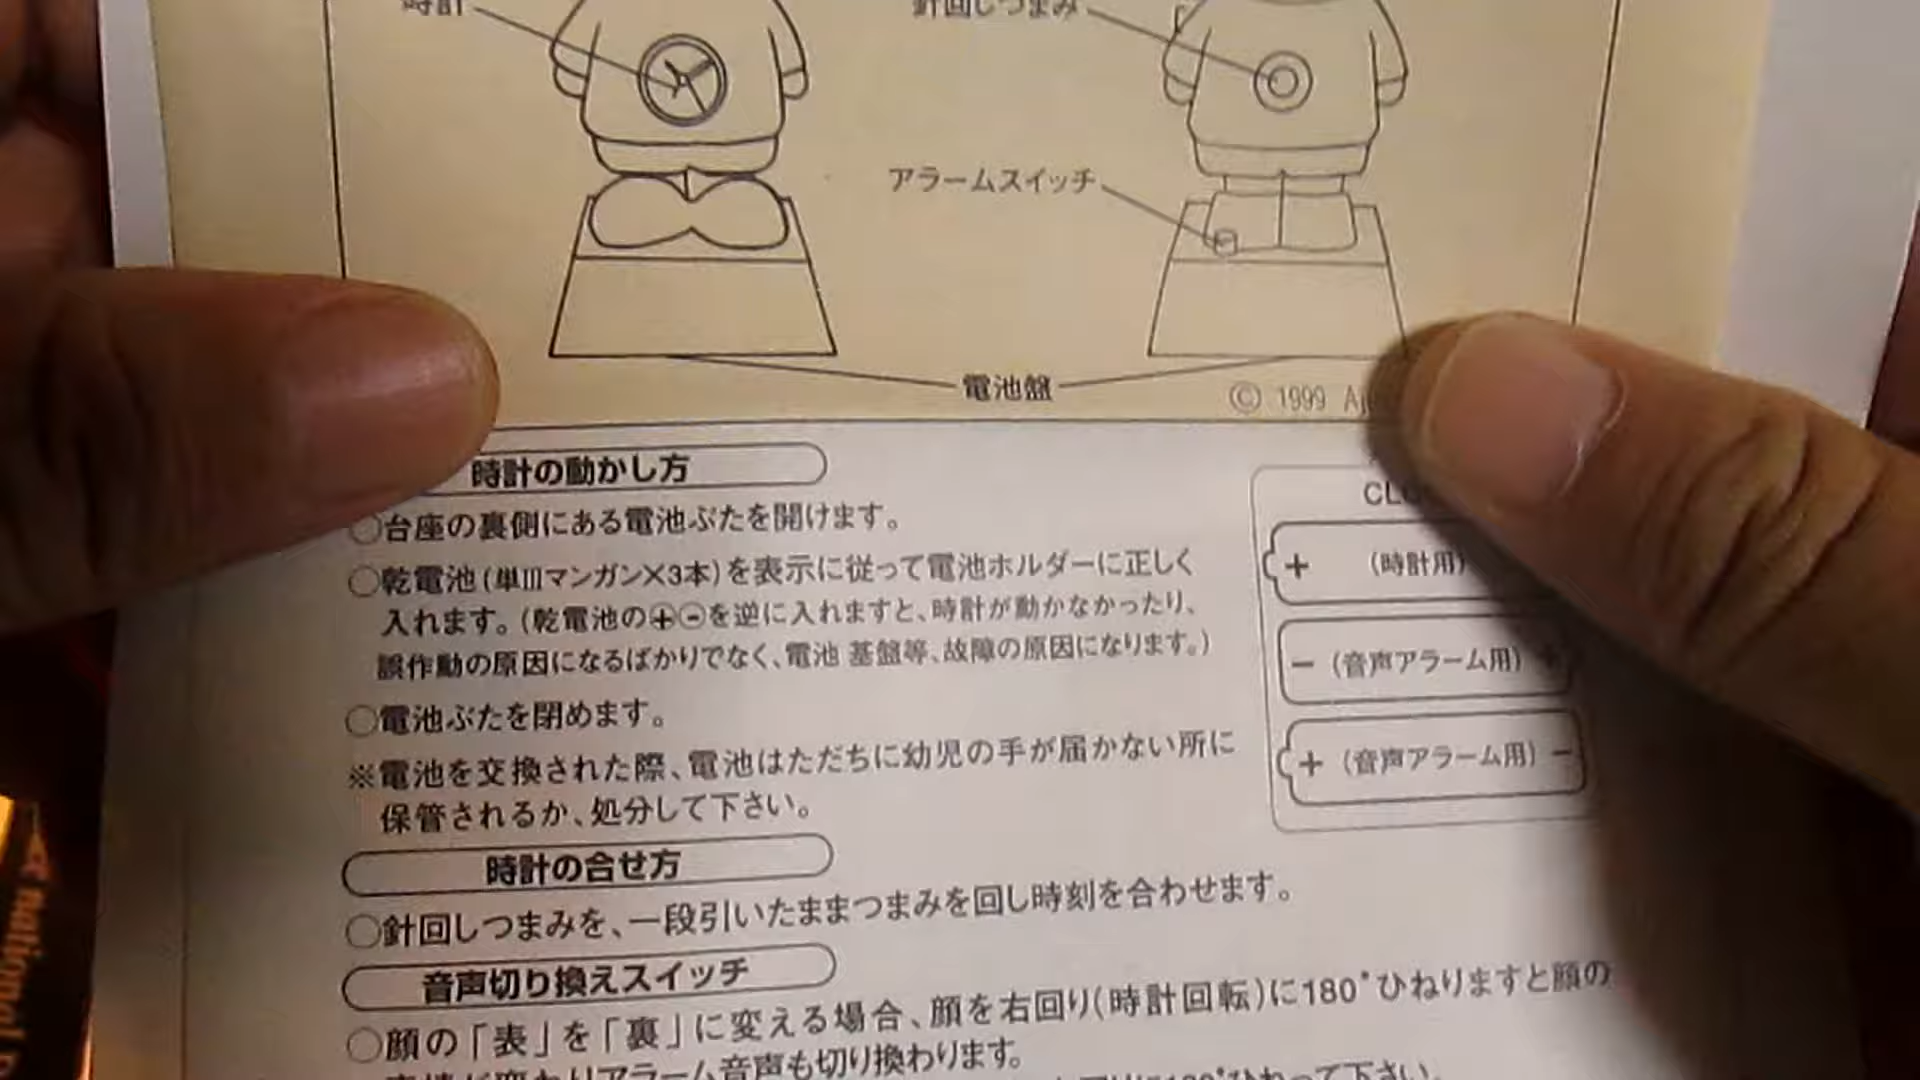 時計
針回しつまみ
アラームスイッチ
電池盤
© 1999
時計の動かし方
○台座の裏側にある電池ぶたを開けます。
○乾電池(単IIIマンガン×3本)を表示に従って電池ホルダーに正しく
入れます。(乾電池の⊕⊖を逆に入れますと、時計が動かなかったり、
誤作動の原因になるばかりでなく、電池 基盤等、故障の原因になります。)
○電池ぶたを閉めます。
※電池を交換された際、電池はただちに幼児の手が届かない所に
保管されるか、処分して下さい。
+ (時計用)
− (音声アラーム用) +
+ (音声アラーム用) −
時計の合せ方
○針回しつまみを、一段引いたままつまみを回し時刻を合わせます。
音声切り換えスイッチ
○顔の「表」を「裏」に変える場合、顔を右回り(時計回転)に180°ひねりますと顔の
表情が変わりアラーム音声も切り換わります。
national